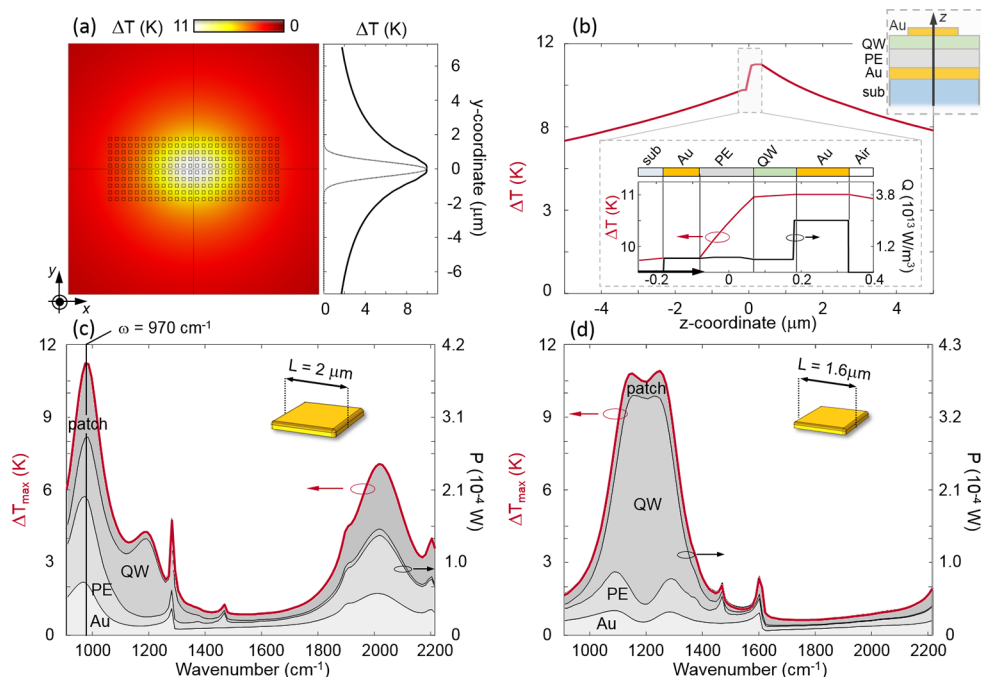 (a)
ΔT (K)
11
0
ΔT (K)
6
4
2
0
-2
-4
-6
y-coordinate (μm)
0 2 4 6 8 10
y
x
(b)
12
9
6
3
0
ΔT (K)
-4 -2 0 2 4
z-coordinate (μm)
sub Au PE QW Au Air
11
10
ΔT (K)
3.8
1.2
Q (10¹³ W/m³)
-0.2 0 0.2 0.4
z
Au
QW
PE
Au
sub
(c)
ω = 970 cm⁻¹
12
9
6
3
0
ΔTmax (K)
L = 2 μm
patch
QW
PE
Au
4.2
3.1
2.1
1.0
0
P (10⁻⁴ W)
1000 1200 1400 1600 1800 2000 2200
Wavenumber (cm⁻¹)
(d)
12
9
6
3
0
ΔTmax (K)
L = 1.6μm
patch
QW
PE
Au
4.3
3.2
2.2
1.0
0
P (10⁻⁴ W)
1000 1200 1400 1600 1800 2000 2200
Wavenumber (cm⁻¹)